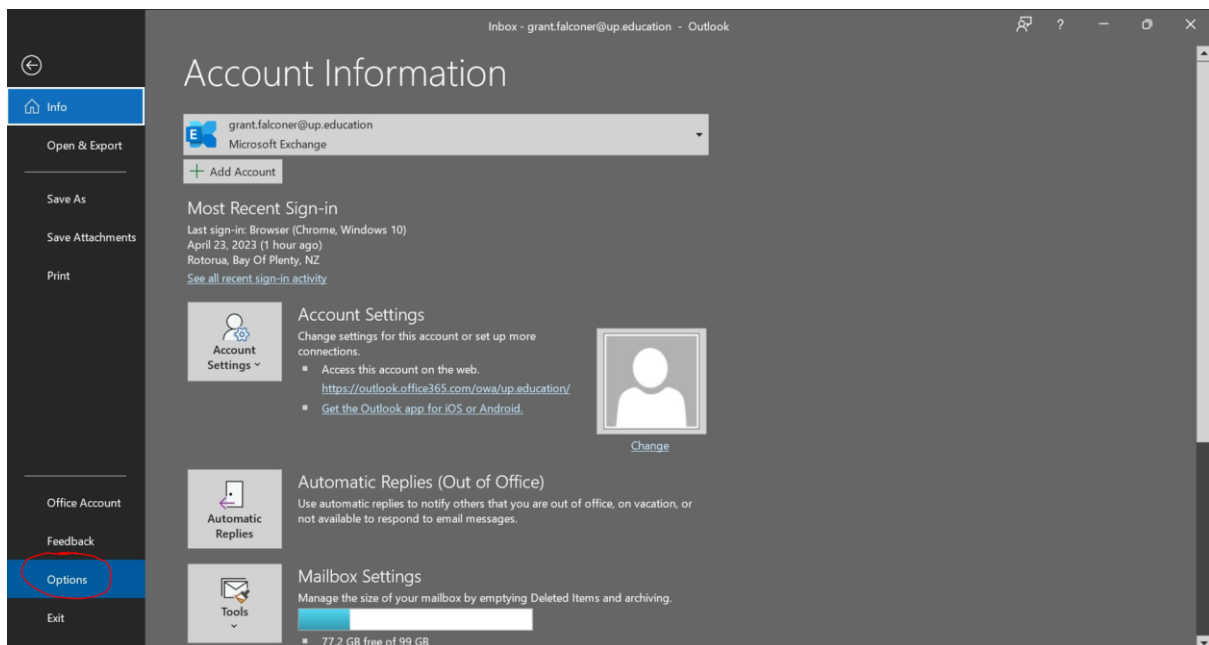 Inbox - grant.falconer@up.education - Outlook
?
Account Information
Info
Open & Export
Save As
Save Attachments
Print
Office Account
Feedback
Options
Exit
E
grant.falconer@up.education
Microsoft Exchange
Add Account
Most Recent Sign-in
Last sign-in: Browser (Chrome, Windows 10)
April 23, 2023 (1 hour ago)
Rotorua, Bay Of Plenty, NZ
See all recent sign-in activity
Account
Settings
Account Settings
Change settings for this account or set up more
connections.
Access this account on the web.
https://outlook.office365.com/owa/up.education/
Get the Outlook app for iOS or Android.
Change
Automatic
Replies
Automatic Replies (Out of Office)
Use automatic replies to notify others that you are out of office, on vacation, or
not available to respond to email messages.
Tools
Mailbox Settings
Manage the size of your mailbox by emptying Deleted Items and archiving.
77.2 GB free of 99 GB